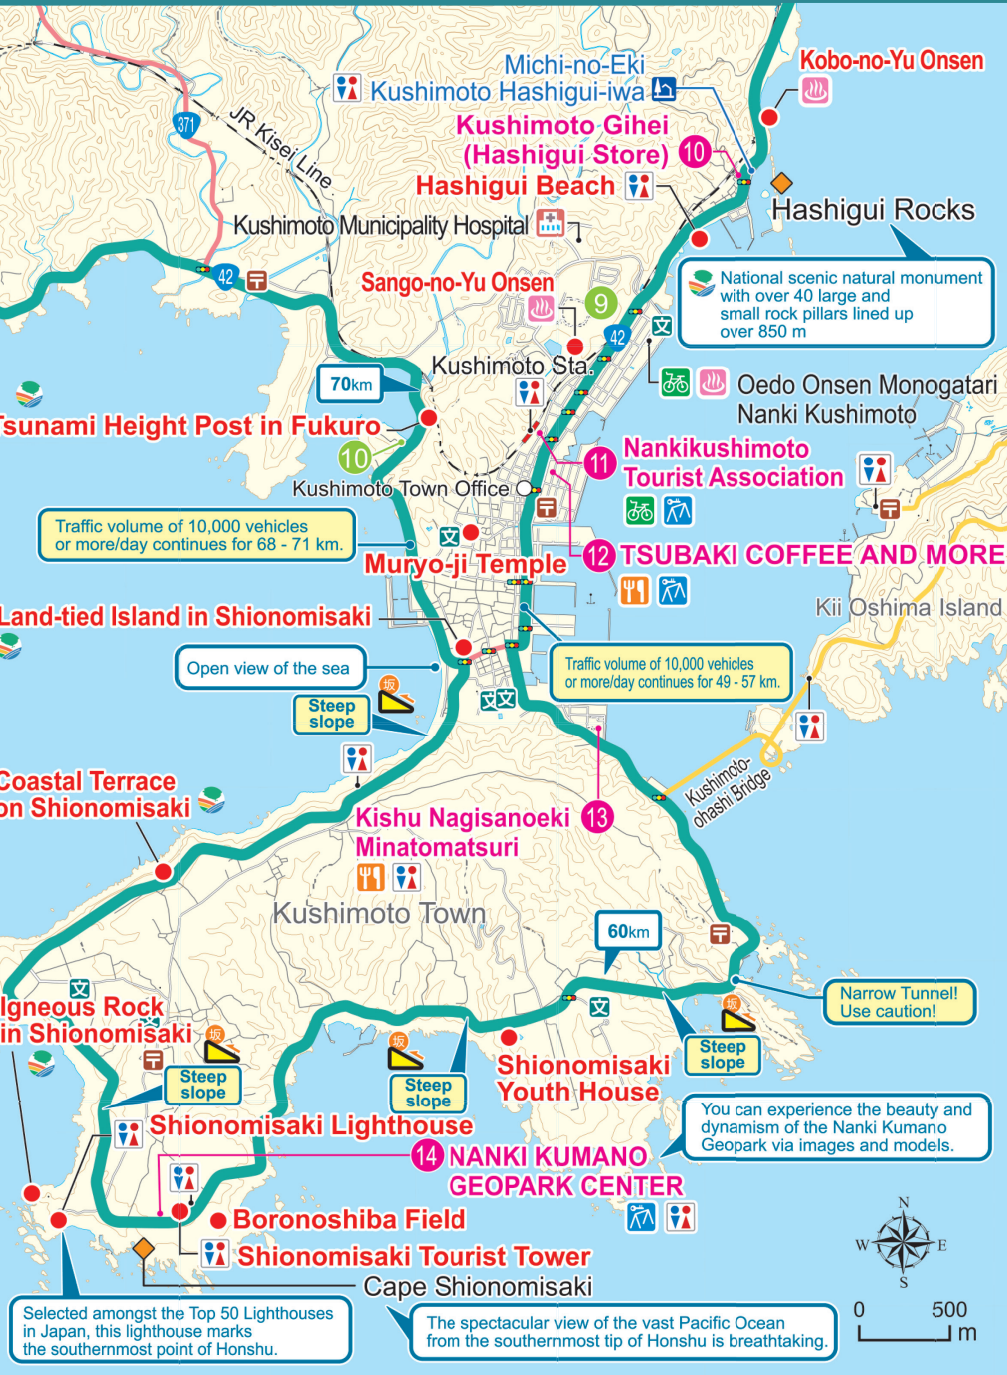 Michi-no-Eki
Kushimoto Hashigui-iwa
Kobo-no-Yu Onsen
371
JR Kisei Line
Kushimoto Gihei
(Hashigui Store)
10
Hashigui Beach
Hashigui Rocks
Kushimoto Municipality Hospital
42
〒
National scenic natural monument
with over 40 large and
small rock pillars lined up
over 850 m
Sango-no-Yu Onsen
9
42
文
Kushimoto Sta.
70km
Oedo Onsen Monogatari
Nanki Kushimoto
Tsunami Height Post in Fukuro
10
11
Nankikushimoto
Tourist Association
〒
Kushimoto Town Office
〒
Traffic volume of 10,000 vehicles
or more/day continues for 68 - 71 km.
文
Muryo-ji Temple
12
TSUBAKI COFFEE AND MORE
Kii Oshima Island
Land-tied Island in Shionomisaki
Open view of the sea
Traffic volume of 10,000 vehicles
or more/day continues for 49 - 57 km.
坂
Steep
slope
文
文
Kushimoto-
ohashi Bridge
Coastal Terrace
on Shionomisaki
Kishu Nagisanoeki
Minatomatsuri
13
Kushimoto Town
60km
〒
Narrow Tunnel!
Use caution!
文
Igneous Rock
in Shionomisaki
文
坂
Steep
slope
〒
坂
Steep
slope
坂
Steep
slope
Shionomisaki
Youth House
You can experience the beauty and
dynamism of the Nanki Kumano
Geopark via images and models.
Shionomisaki Lighthouse
14
NANKI KUMANO
GEOPARK CENTER
Boronoshiba Field
Shionomisaki Tourist Tower
Cape Shionomisaki
N
W
E
S
0
500
m
Selected amongst the Top 50 Lighthouses
in Japan, this lighthouse marks
the southernmost point of Honshu.
The spectacular view of the vast Pacific Ocean
from the southernmost tip of Honshu is breathtaking.